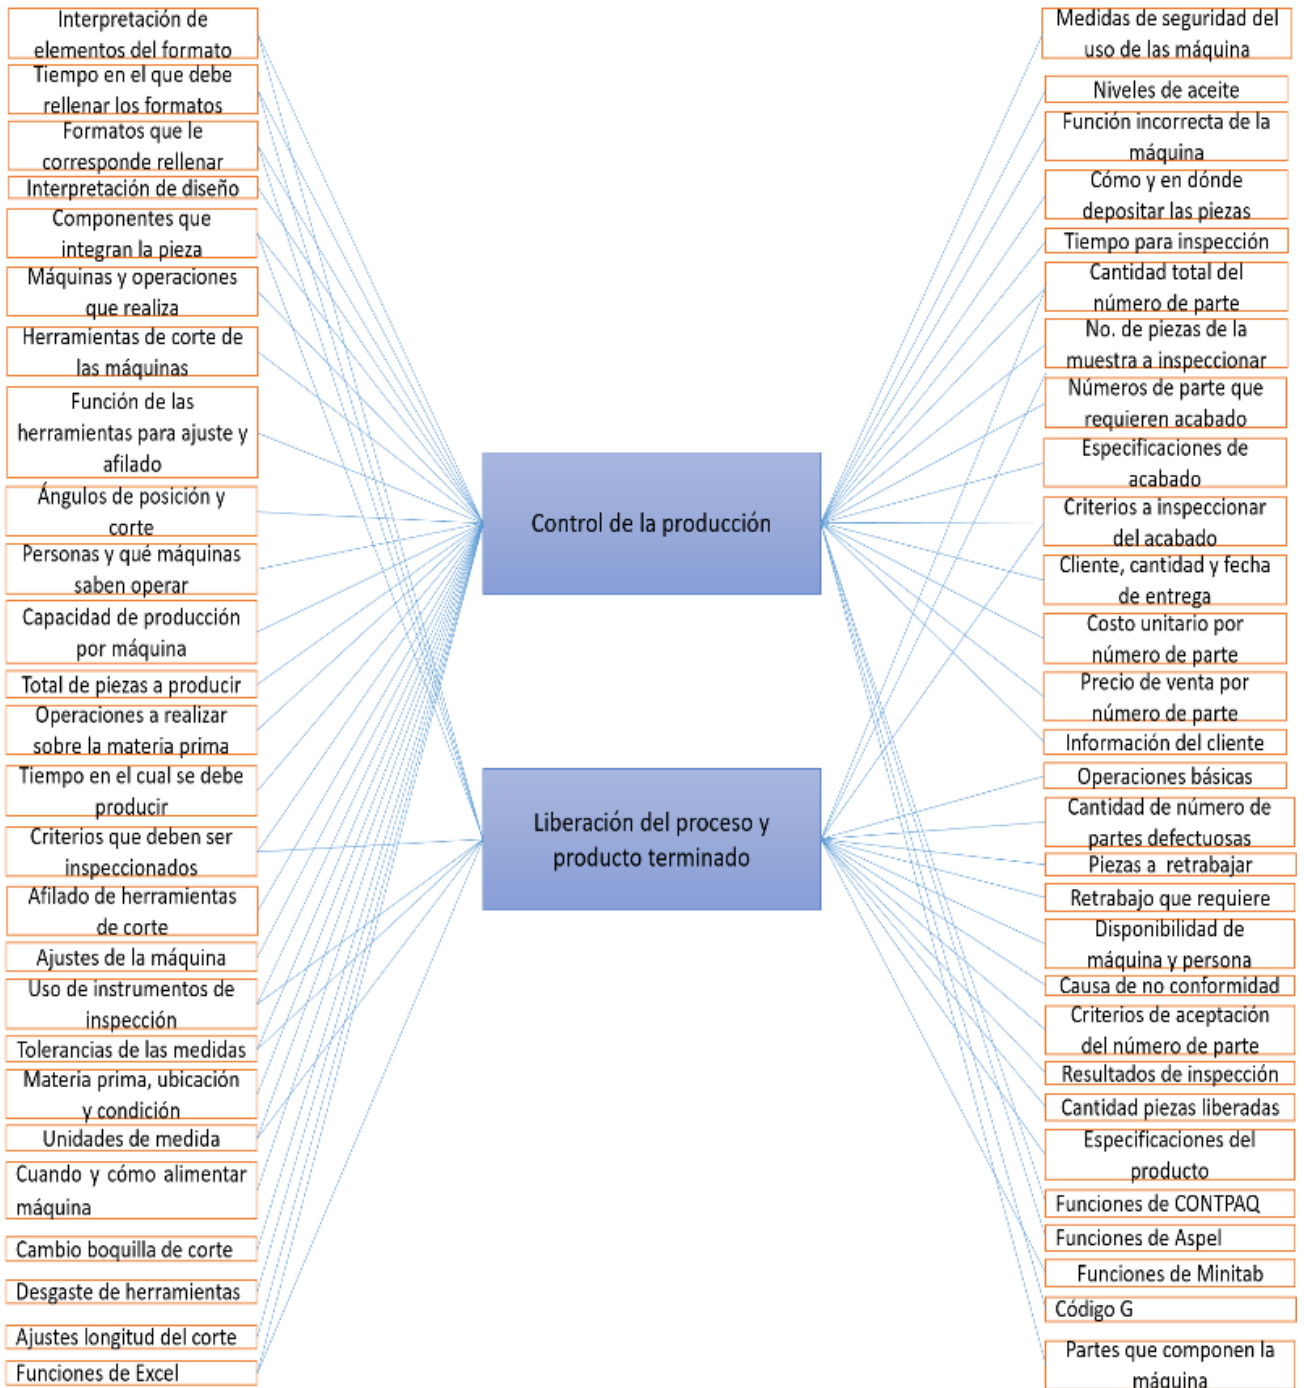 Interpretación de
elementos del formato
Tiempo en el que debe
rellenar los formatos
Formatos que le
corresponde rellenar
Interpretación de diseño
Componentes que
integran la pieza
Máquinas y operaciones
que realiza
Herramientas de corte de
las máquinas
Función de las
herramientas para ajuste y
afilado
Ángulos de posición y
corte
Personas y qué máquinas
saben operar
Capacidad de producción
por máquina
Total de piezas a producir
Operaciones a realizar
sobre la materia prima
Tiempo en el cual se debe
producir
Criterios que deben ser
inspeccionados
Afilado de herramientas
de corte
Ajustes de la máquina
Uso de instrumentos de
inspección
Tolerancias de las medidas
Materia prima, ubicación
y condición
Unidades de medida
Cuando y cómo alimentar
máquina
Cambio boquilla de corte
Desgaste de herramientas
Ajustes longitud del corte
Funciones de Excel
Control de la producción
Liberación del proceso y
producto terminado
Medidas de seguridad del
uso de las máquina
Niveles de aceite
Función incorrecta de la
máquina
Cómo y en dónde
depositar las piezas
Tiempo para inspección
Cantidad total del
número de parte
No. de piezas de la
muestra a inspeccionar
Números de parte que
requieren acabado
Especificaciones de
acabado
Criterios a inspeccionar
del acabado
Cliente, cantidad y fecha
de entrega
Costo unitario por
número de parte
Precio de venta por
número de parte
Información del cliente
Operaciones básicas
Cantidad de número de
partes defectuosas
Piezas a retrabajar
Retrabajo que requiere
Disponibilidad de
máquina y persona
Causa de no conformidad
Criterios de aceptación
del número de parte
Resultados de inspección
Cantidad piezas liberadas
Especificaciones del
producto
Funciones de CONTPAQ
Funciones de Aspel
Funciones de Minitab
Código G
Partes que componen la
máquina